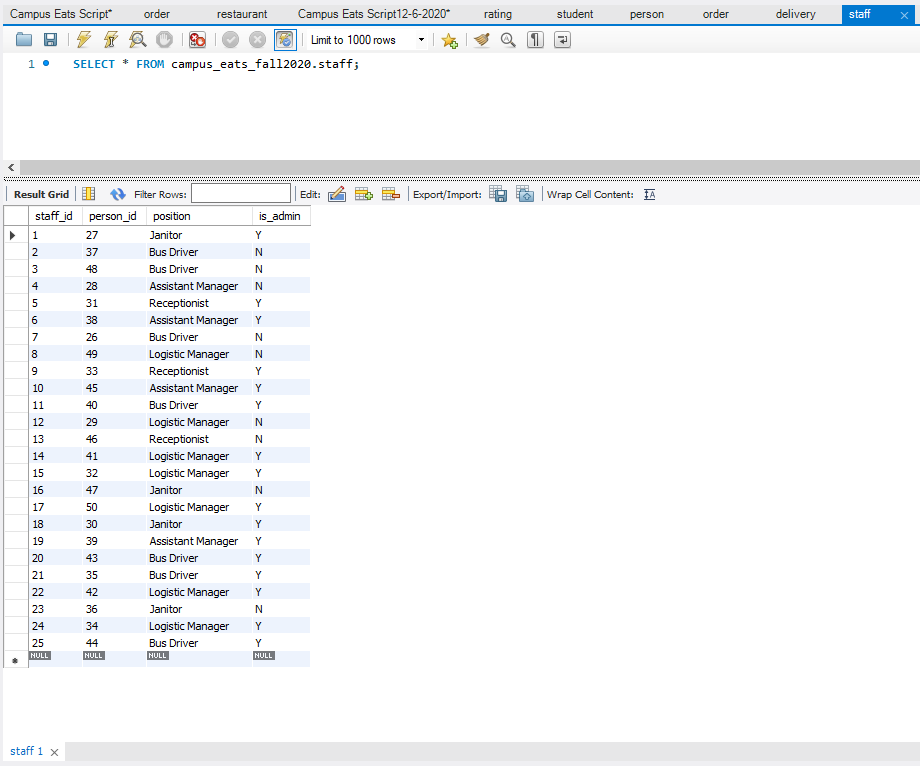 Campus Eats Script* order restaurant Campus Eats Script12-6-2020* rating student person order delivery staff
Limit to 1000 rows
1 SELECT * FROM campus_eats_fall2020.staff;
Result Grid Filter Rows: Edit: Export/Import: Wrap Cell Content: IA
staff_id person_id position is_admin
1 27 Janitor Y
2 37 Bus Driver N
3 48 Bus Driver N
4 28 Assistant Manager N
5 31 Receptionist Y
6 38 Assistant Manager Y
7 26 Bus Driver N
8 49 Logistic Manager N
9 33 Receptionist Y
10 45 Assistant Manager Y
11 40 Bus Driver Y
12 29 Logistic Manager N
13 46 Receptionist N
14 41 Logistic Manager Y
15 32 Logistic Manager Y
16 47 Janitor N
17 50 Logistic Manager Y
18 30 Janitor Y
19 39 Assistant Manager Y
20 43 Bus Driver Y
21 35 Bus Driver Y
22 42 Logistic Manager Y
23 36 Janitor N
24 34 Logistic Manager Y
25 44 Bus Driver Y
NULL NULL NULL NULL
staff 1